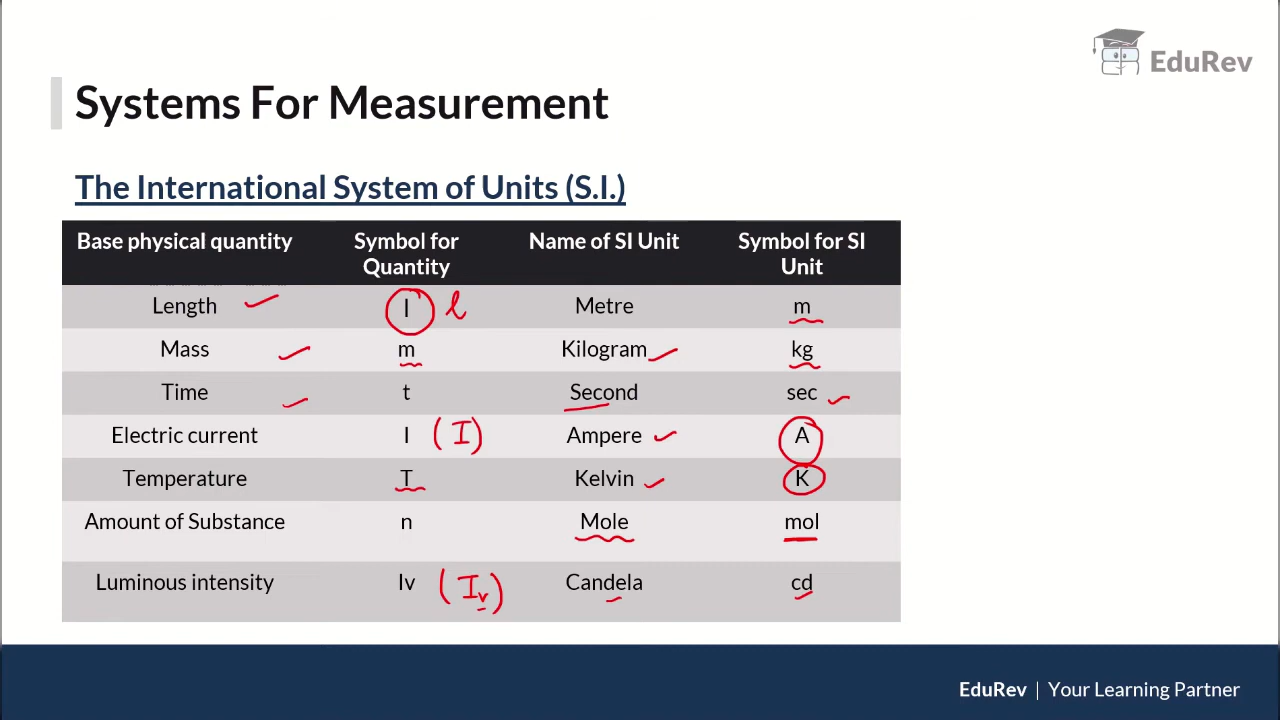 EduRev
Systems For Measurement
The International System of Units (S.I.)
Base physical quantity Symbol for Quantity Name of SI Unit Symbol for SI Unit
Length l l Metre m
Mass m Kilogram kg
Time t Second sec
Electric current I (I) Ampere A
Temperature T Kelvin K
Amount of Substance n Mole mol
Luminous intensity Iv (Iv) Candela cd
EduRev | Your Learning Partner